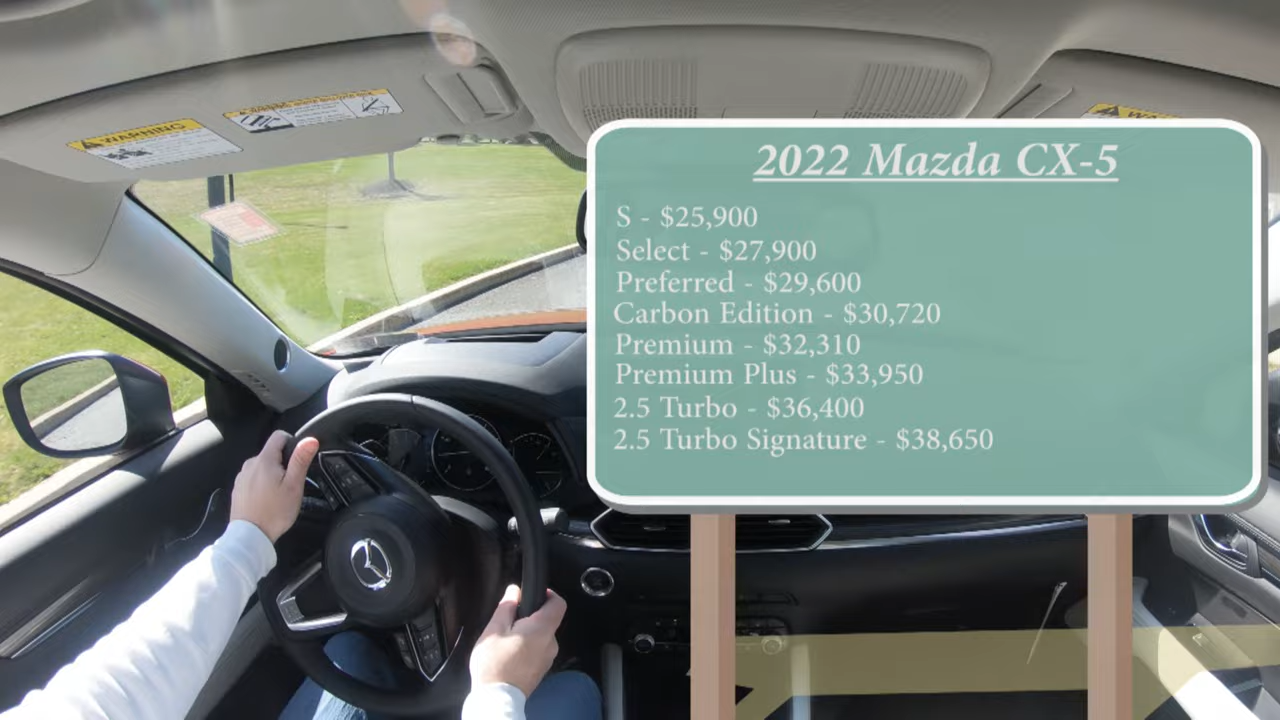 WARNING
2022 Mazda CX-5
S - $25,900
Select - $27,900
Preferred - $29,600
Carbon Edition - $30,720
Premium - $32,310
Premium Plus - $33,950
2.5 Turbo - $36,400
2.5 Turbo Signature - $38,650